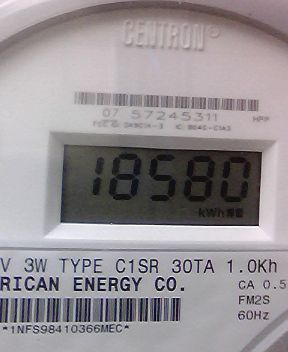 CENTRON®
07 57245311 HPP
18580
kWh
V 3W TYPE C1SR 30TA 1.0Kh
RICAN ENERGY CO. CA 0.5
FM2S
*1NFS98410366MEC* 60Hz